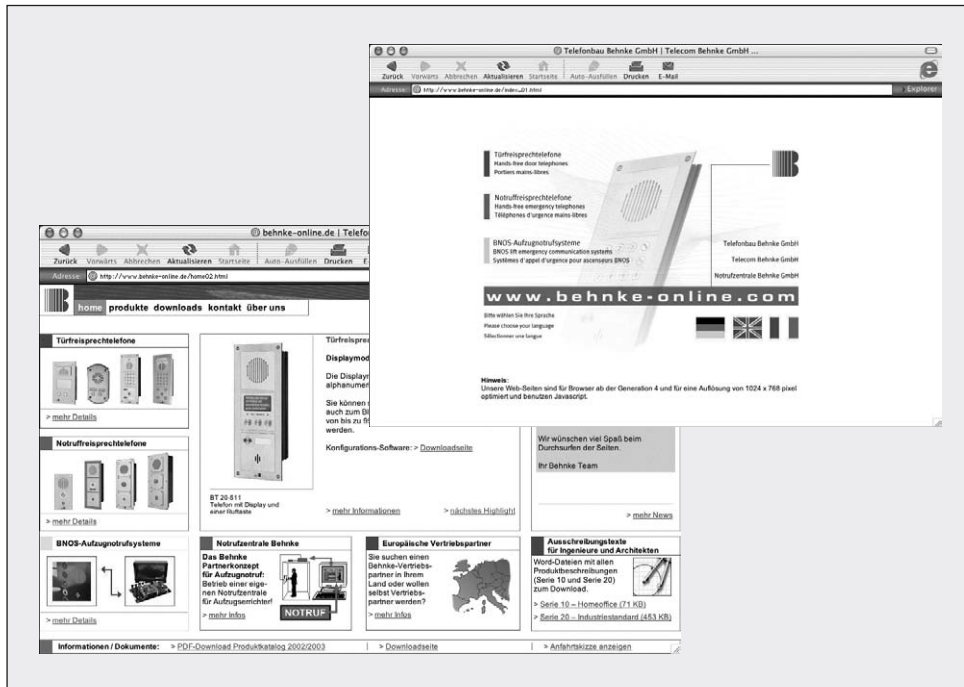 Telefonbau Behnke GmbH | Telecom Behnke GmbH ...
Zurück Vorwärts Abbrechen Aktualisieren Startseite Auto-Ausfüllen Drucken E-Mail
Adresse: http://www.behnke-online.de/index_01.html > Explorer
Türfreisprechtelefone
Hands-free door telephones
Portiers mains-libres
Notruffreisprechtelefone
Hands-free emergency telephones
Téléphones d'urgence mains-libres
BNOS-Aufzugnotrufsysteme
BNOS lift emergency communication systems
Systèmes d'appel d'urgence pour ascenseurs BNOS
Telefonbau Behnke GmbH
Telecom Behnke GmbH
Notrufzentrale Behnke GmbH
www.behnke-online.com
Bitte wählen Sie Ihre Sprache
Please choose your language
Sélectionner une langue
Hinweis:
Unsere Web-Seiten sind für Browser ab der Generation 4 und für eine Auflösung von 1024 x 768 pixel
optimiert und benutzen Javascript.
behnke-online.de | Telefo
Zurück Vorwärts Abbrechen Aktualisieren Startseite Auto-Ausfüllen Drucken E-
Adresse: http://www.behnke-online.de/home02.html
home produkte downloads kontakt über uns
Türfreisprechtelefone
> mehr Details
Notruffreisprechtelefone
> mehr Details
BT 20-511
Telefon mit Display und
einer Ruftaste
Türfreispre
Displaymod
Die Display
alphanumer
Sie können s
auch zum Bl
von bis zu 9
werden.
Konfigurations-Software: > Downloadseite
> mehr Informationen > nächstes Highlight
Wir wünschen viel Spaß beim
Durchsurfen der Seiten.
Ihr Behnke Team
> mehr News
BNOS-Aufzugnotrufsysteme
> mehr Details
Notrufzentrale Behnke
Das Behnke
Partnerkonzept
für Aufzugnotruf:
Betrieb einer eige-
nen Notrufzentrale
für Aufzugserrichter!
> mehr Infos
NOTRUF
Europäische Vertriebspartner
Sie suchen einen
Behnke-Vertriebs-
partner in Ihrem
Land oder wollen
selbst Vertriebs-
partner werden?
> mehr Infos
Ausschreibungstexte
für Ingenieure und Architekten
Word-Dateien mit allen
Produktbeschreibungen
(Serie 10 und Serie 20)
zum Download.
> Serie 10 – Homeoffice (71 KB)
> Serie 20 – Industriestandard (453 KB)
Informationen / Dokumente: > PDF-Download Produktkatalog 2002/2003 | > Downloadseite | > Anfahrtskizze anzeigen